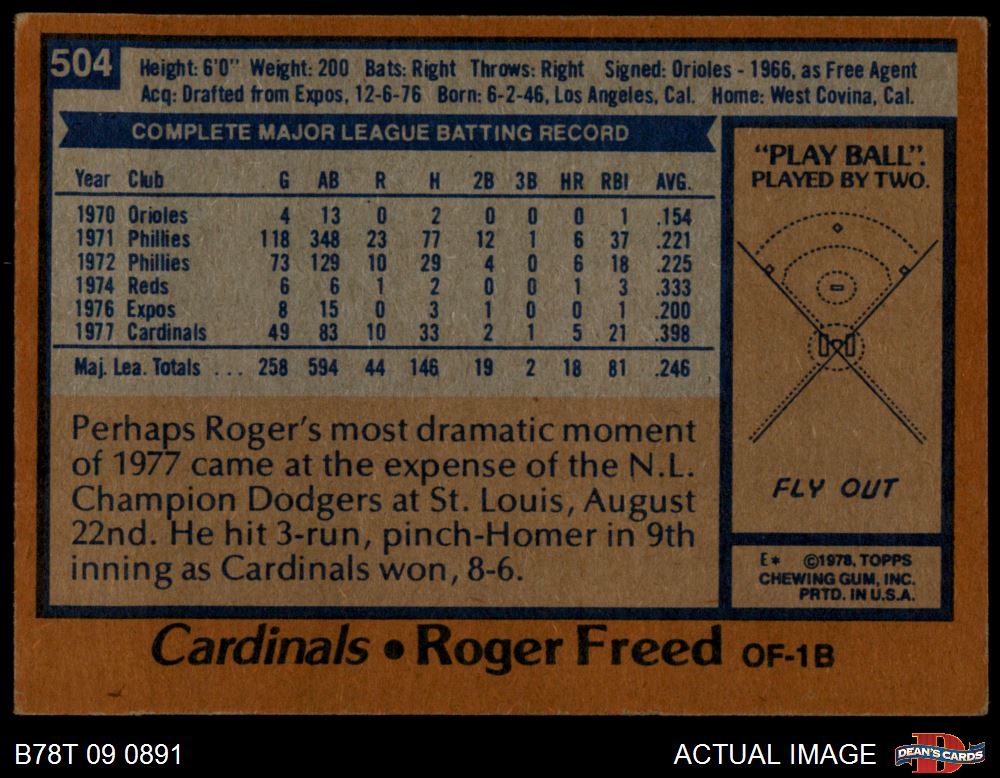 504
Height: 6'0" Weight: 200 Bats: Right Throws: Right Signed: Orioles - 1966, as Free Agent
Acq: Drafted from Expos, 12-6-76 Born: 6-2-46, Los Angeles, Cal. Home: West Covina, Cal.
COMPLETE MAJOR LEAGUE BATTING RECORD
Year Club G AB R H 2B 3B HR RBI AVG.
1970 Orioles 4 13 0 2 0 0 0 1 .154
1971 Phillies 118 348 23 77 12 1 6 37 .221
1972 Phillies 73 129 10 29 4 0 6 18 .225
1974 Reds 6 6 1 2 0 0 1 3 .333
1976 Expos 8 15 0 3 1 0 0 1 .200
1977 Cardinals 49 83 10 33 2 1 5 21 .398
Maj. Lea. Totals ... 258 594 44 146 19 2 18 81 .246
Perhaps Roger's most dramatic moment
of 1977 came at the expense of the N.L.
Champion Dodgers at St. Louis, August
22nd. He hit 3-run, pinch-Homer in 9th
inning as Cardinals won, 8-6.
"PLAY BALL".
PLAYED BY TWO.
FLY OUT
E* ©1978, TOPPS
CHEWING GUM, INC.
PRTD. IN U.S.A.
Cardinals • Roger Freed OF-1B
B78T 09 0891
ACTUAL IMAGE
DEAN'S CARDS